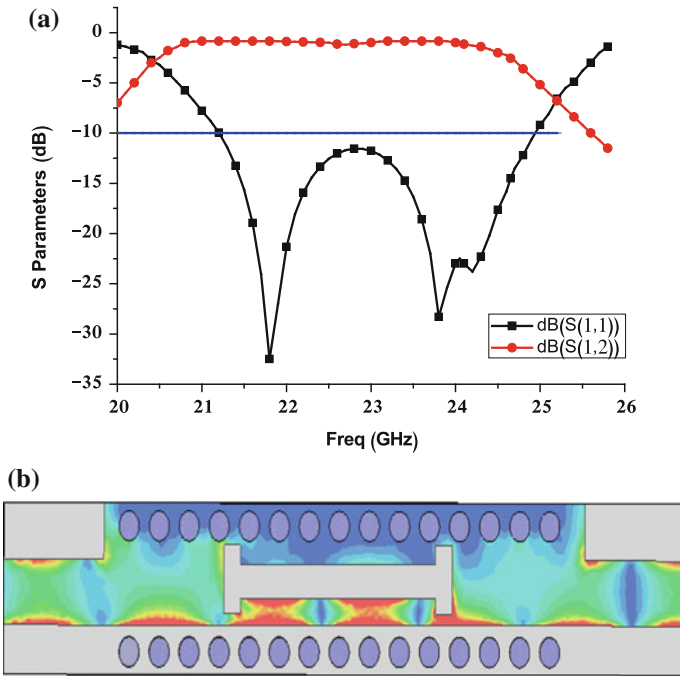 (a)
0
−5
−10
−15
−20
−25
−30
−35
S Parameters (dB)
dB(S(1,1))
dB(S(1,2))
20 21 22 23 24 25 26
Freq (GHz)
(b)